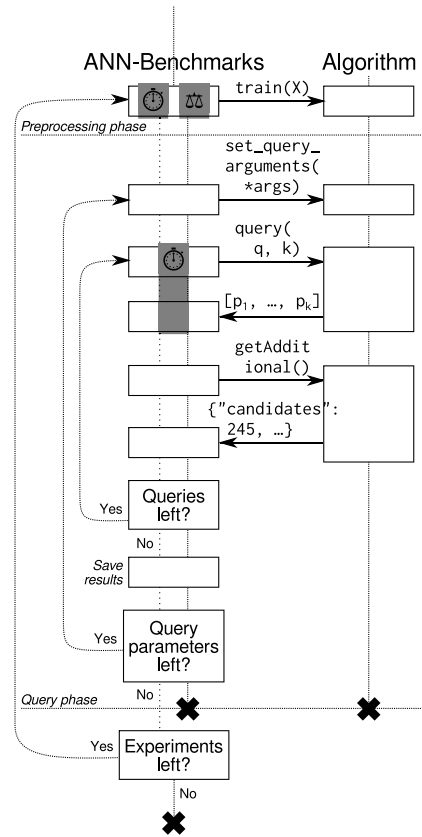 ANN-Benchmarks
Algorithm
train(X)
Preprocessing phase
set_query_
arguments(
*args)
query(
q, k)
[p₁, …, pₖ]
getAddit
ional()
{"candidates":
245, …}
Yes
Queries
left?
No
Save
results
Yes
Query
parameters
left?
No
Query phase
Yes
Experiments
left?
No